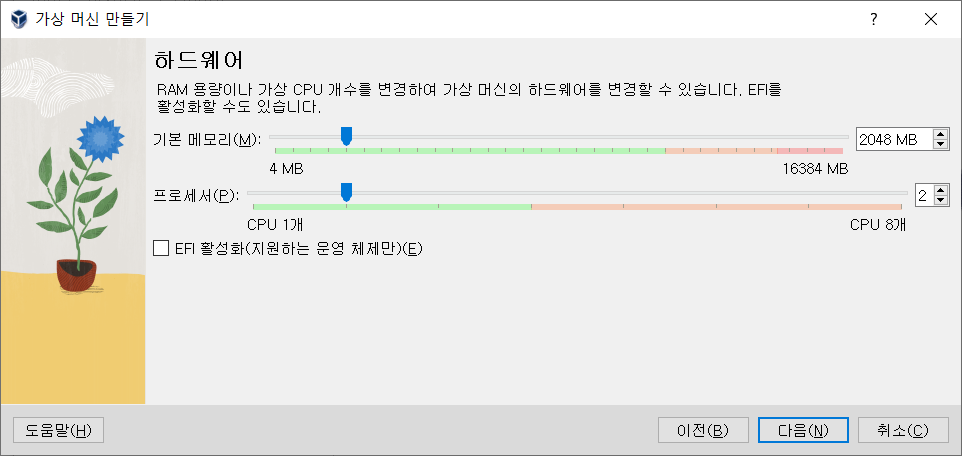 가상 머신 만들기
?
하드웨어
RAM 용량이나 가상 CPU 개수를 변경하여 가상 머신의 하드웨어를 변경할 수 있습니다. EFI를
활성화할 수도 있습니다.
기본 메모리(M): 2048 MB
4 MB 16384 MB
프로세서(P): 2
CPU 1개 CPU 8개
EFI 활성화(지원하는 운영 체제만)(E)
도움말(H) 이전(B) 다음(N) 취소(C)